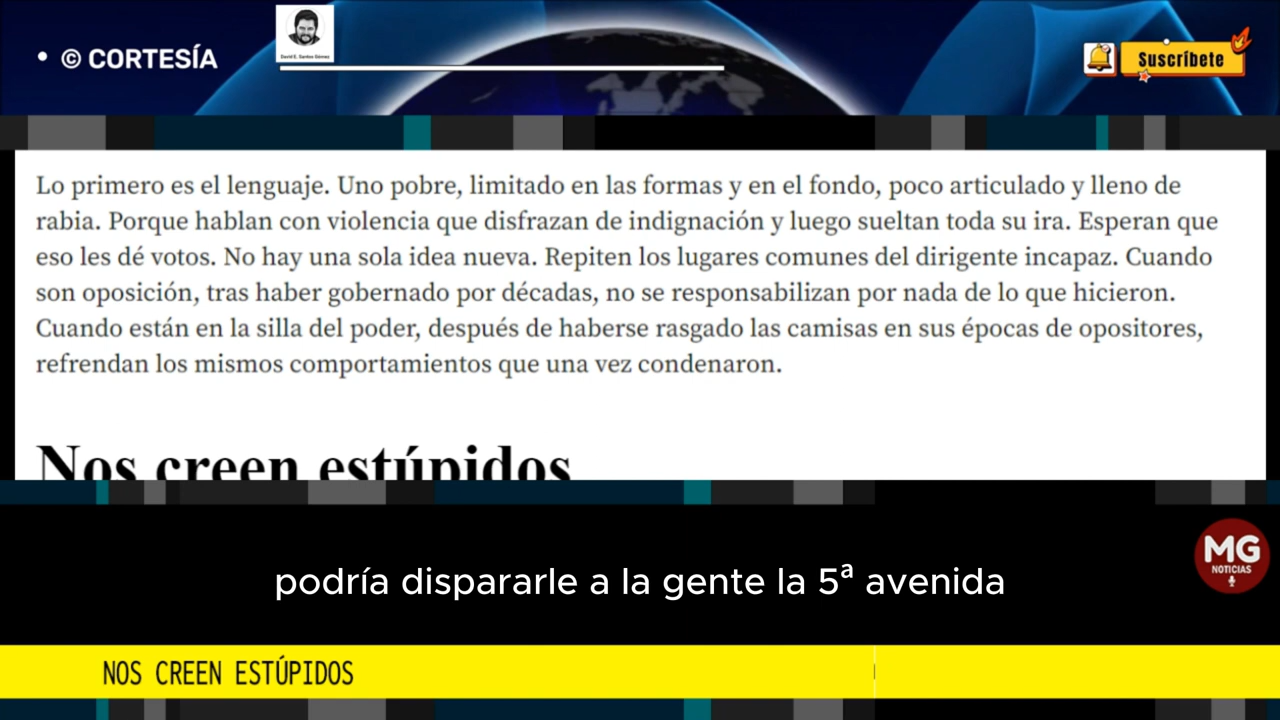 • © CORTESÍA
David E. Santos Gómez
Suscríbete
Lo primero es el lenguaje. Uno pobre, limitado en las formas y en el fondo, poco articulado y lleno de
rabia. Porque hablan con violencia que disfrazan de indignación y luego sueltan toda su ira. Esperan que
eso les dé votos. No hay una sola idea nueva. Repiten los lugares comunes del dirigente incapaz. Cuando
son oposición, tras haber gobernado por décadas, no se responsabilizan por nada de lo que hicieron.
Cuando están en la silla del poder, después de haberse rasgado las camisas en sus épocas de opositores,
refrendan los mismos comportamientos que una vez condenaron.
Nos creen estúpidos
MG
NOTICIAS
podría dispararle a la gente la 5ª avenida
NOS CREEN ESTÚPIDOS